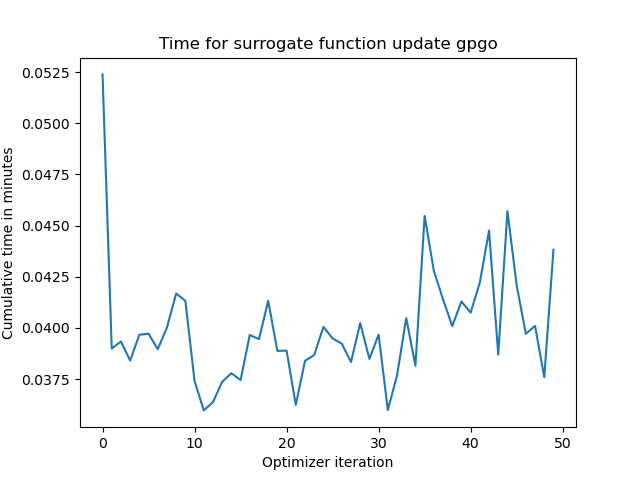 Time for surrogate function update gpgo
Cumulative time in minutes
0.0525
0.0500
0.0475
0.0450
0.0425
0.0400
0.0375
0 10 20 30 40 50
Optimizer iteration